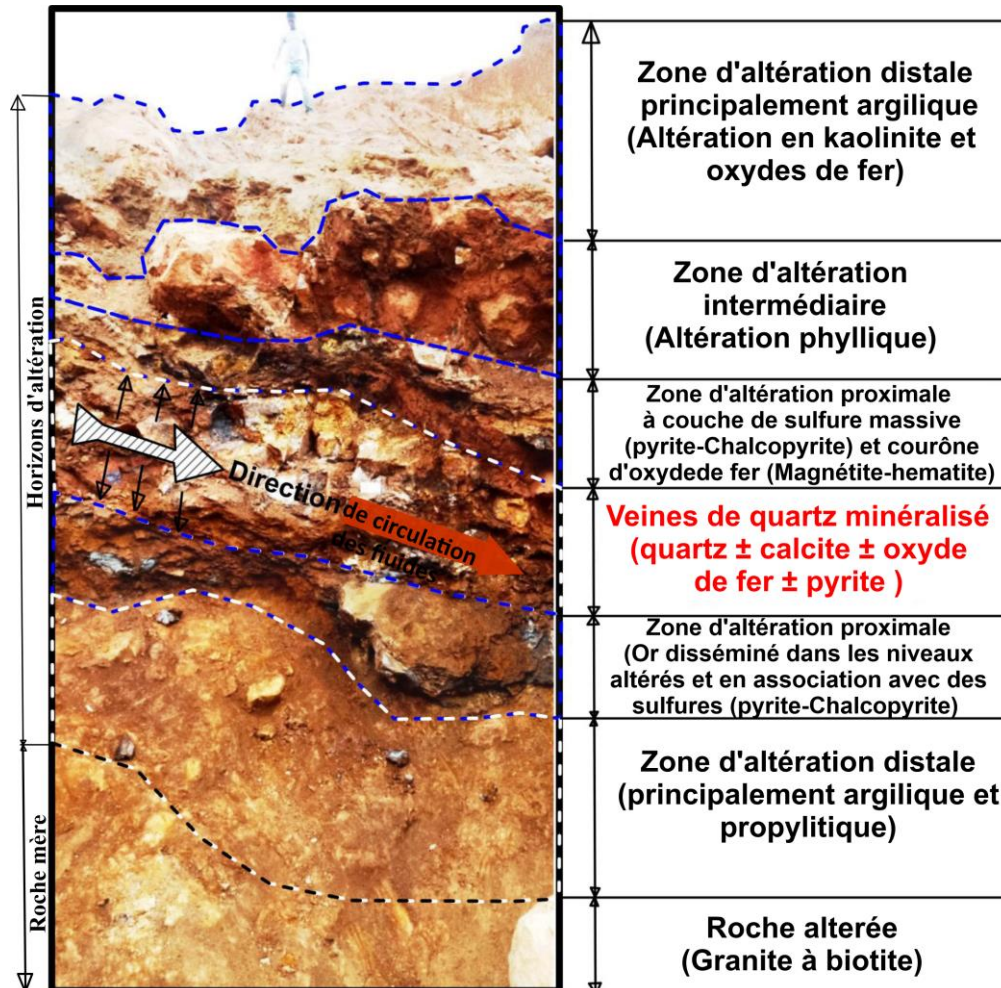 Zone d'altération distale
principalement argilique
(Altération en kaolinite et
oxydes de fer)
Zone d'altération
intermédiaire
(Altération phyllique)
Zone d'altération proximale
à couche de sulfure massive
(pyrite-Chalcopyrite) et courône
d'oxydede fer (Magnétite-hematite)
Veines de quartz minéralisé
(quartz ± calcite ± oxyde
de fer ± pyrite )
Zone d'altération proximale
(Or disséminé dans les niveaux
altérés et en association avec des
sulfures (pyrite-Chalcopyrite)
Zone d'altération distale
(principalement argilique et
propylitique)
Roche alterée
(Granite à biotite)
Horizons d'altération
Roche mère
Direction
de circulation
des fluides